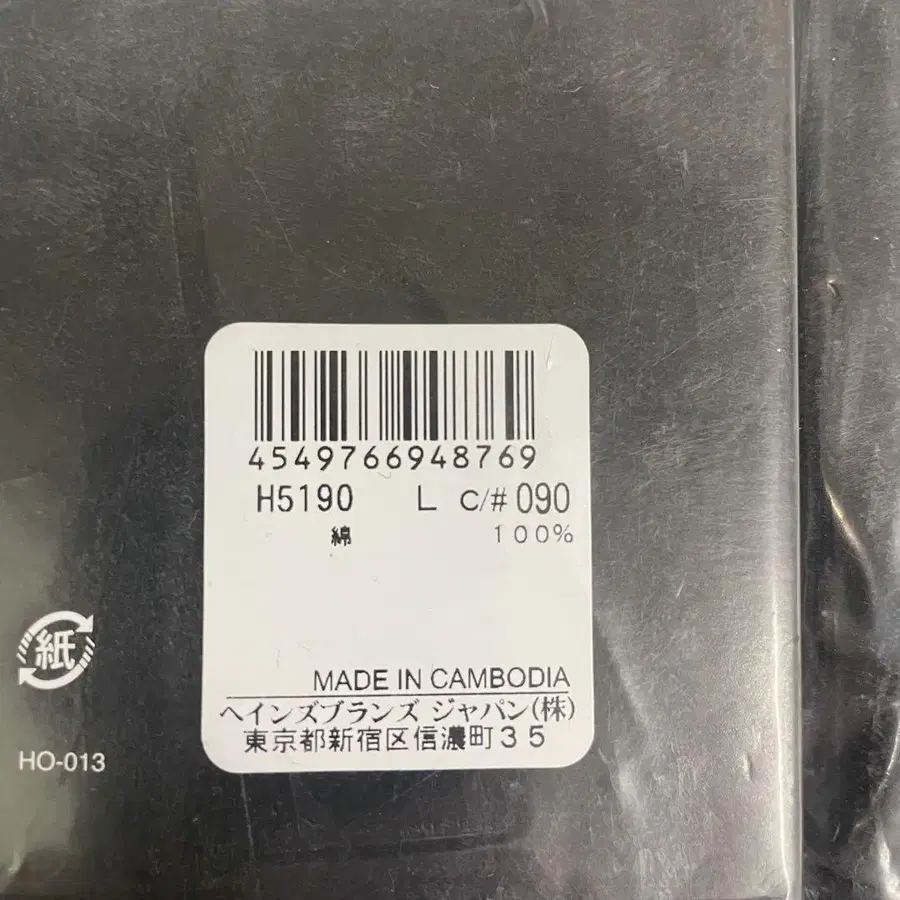 4549766948769
H5190 L C/# 090
綿 100%
MADE IN CAMBODIA
ヘインズブランズ ジャパン(株)
東京都新宿区信濃町35
紙
HO-013